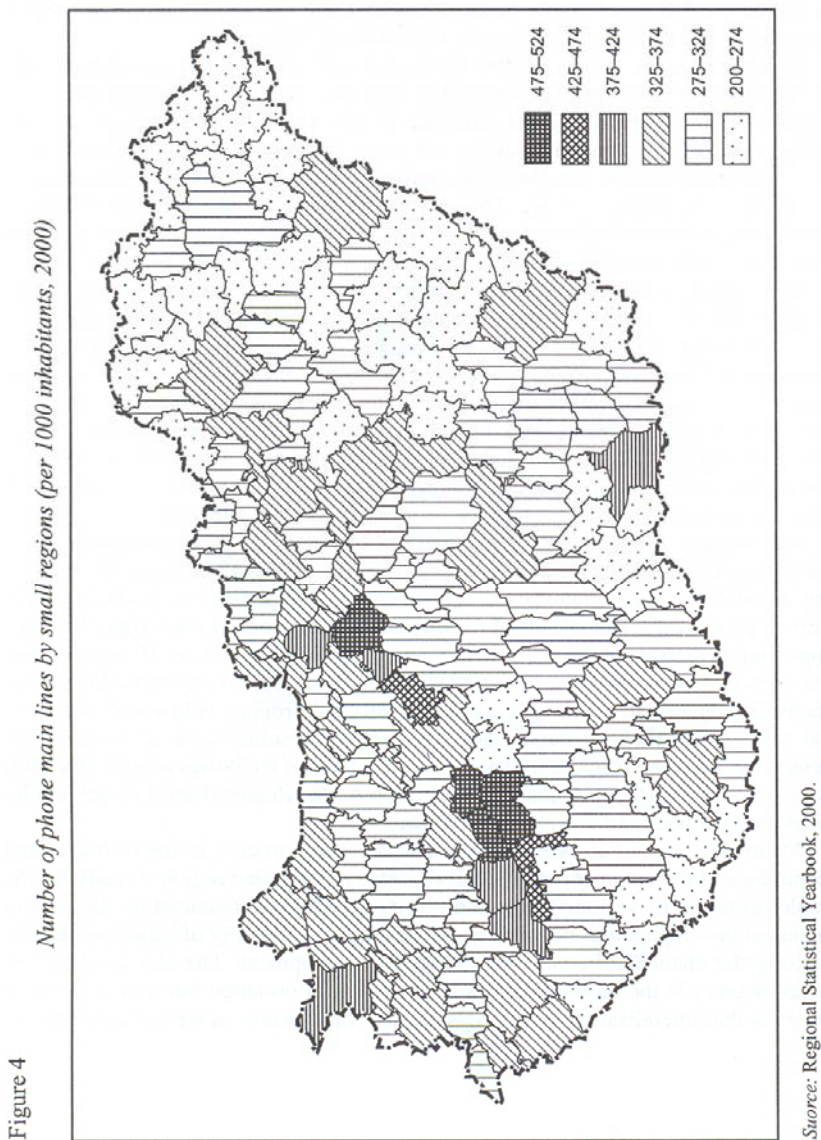 Figure 4
Number of phone main lines by small regions (per 1000 inhabitants, 2000)
475–524
425–474
375–424
325–374
275–324
200–274
Suorce: Regional Statistical Yearbook, 2000.